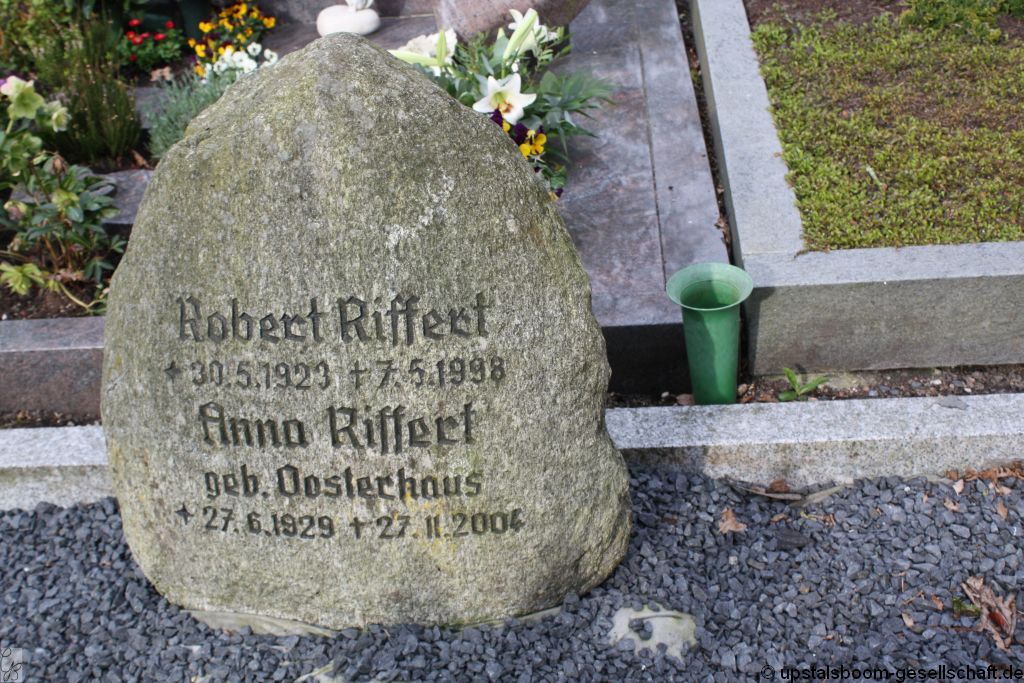 Robert Riffert
* 30.5.1923 † 7.5.1998
Anna Riffert
geb. Oosterhaus
* 27.6.1929 † 27.11.2004
© upstalsboom-gesellschaft.de